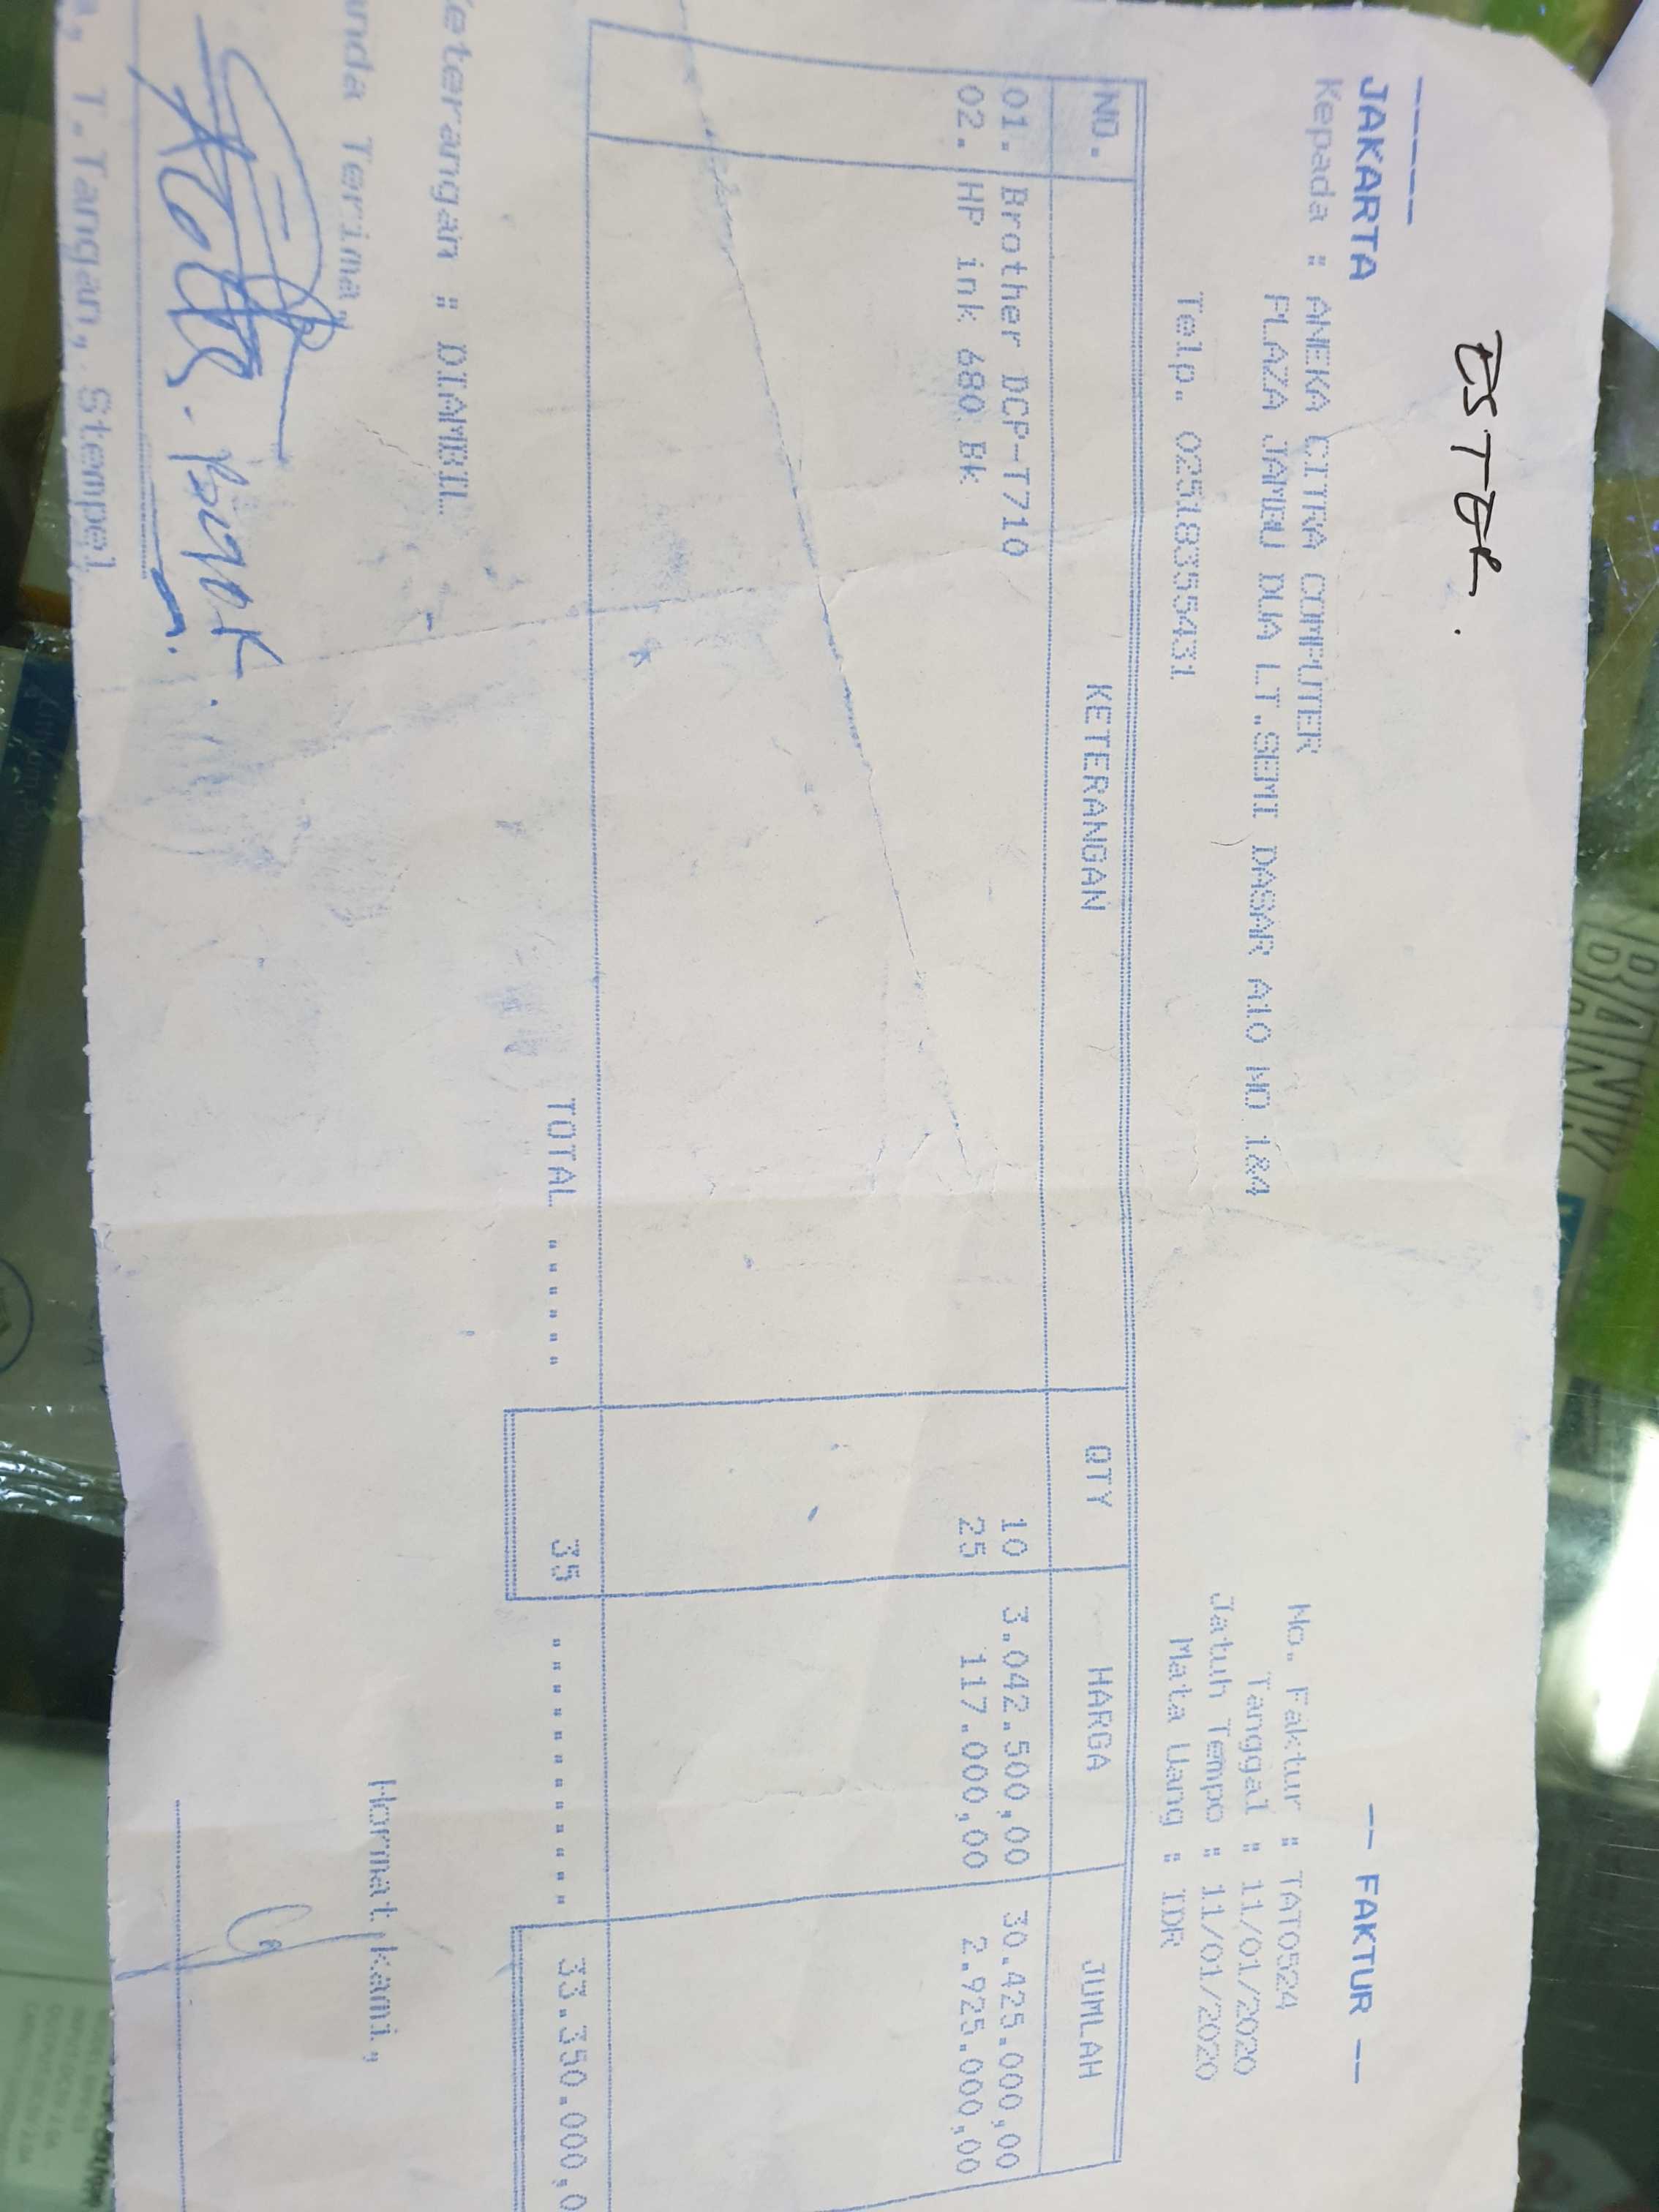 ESTER.
JAKARTA
-- FAKTUR --
Kepada : ANEKA CITRA COMPUTER
No. Faktur : TAT0524
PLAZA JAMBU DUA LT.SEMI DASAR A10 NO 1&4
Tanggal : 11/01/2020
Jatuh Tempo : 11/01/2020
Telp. 02518355431
Mata Uang : IDR
NO. KETERANGAN QTY HARGA JUMLAH
01. Brother DCP-T710 10 3.042.500,00 30.425.000,00
02. HP ink 680 Bk 25 117.000,00 2.925.000,00
TOTAL ...... 35 ............ 33.350.000,0
eterangan : DIAMBIL
anda Terima,
Hormat kami,
a, T.Tangan, Stempel